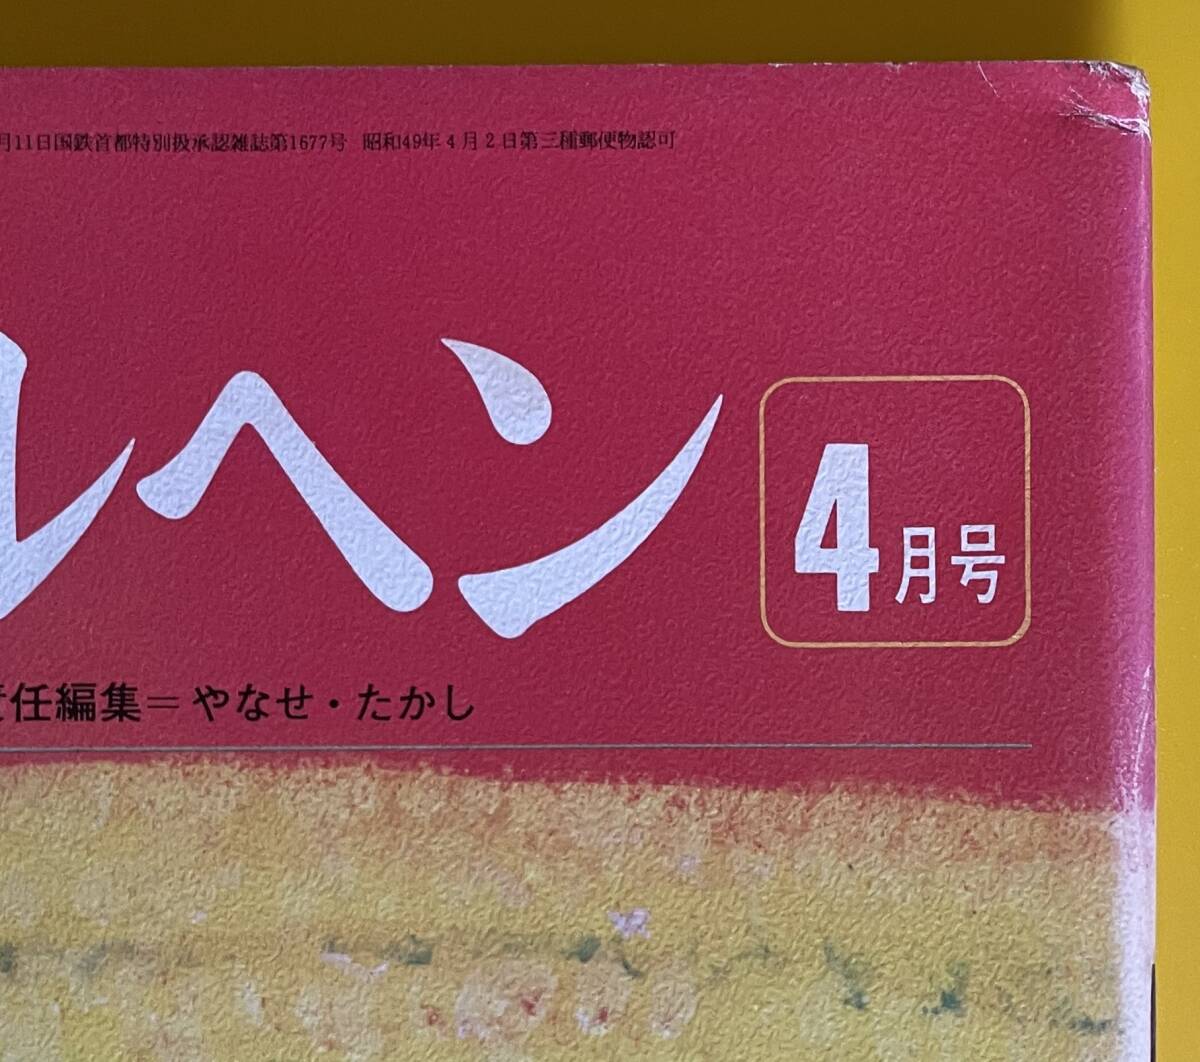 月11日国鉄首都特別扱承認雑誌第1677号 昭和49年4月2日第三種郵便物認可
ルヘン
4月号
責任編集=やなせ・たかし